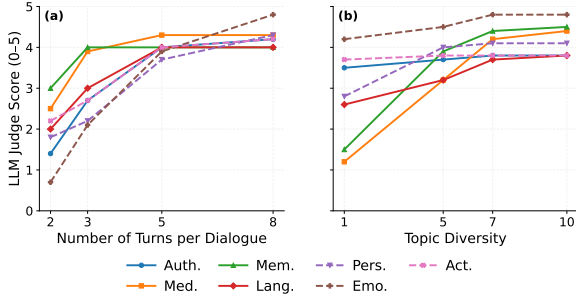 (a)
(b)
LLM Judge Score (0–5)
5
4
3
2
1
0
2 3 5 8
1 5 7 10
Number of Turns per Dialogue
Topic Diversity
Auth. Mem. Pers. Act.
Med. Lang. Emo.